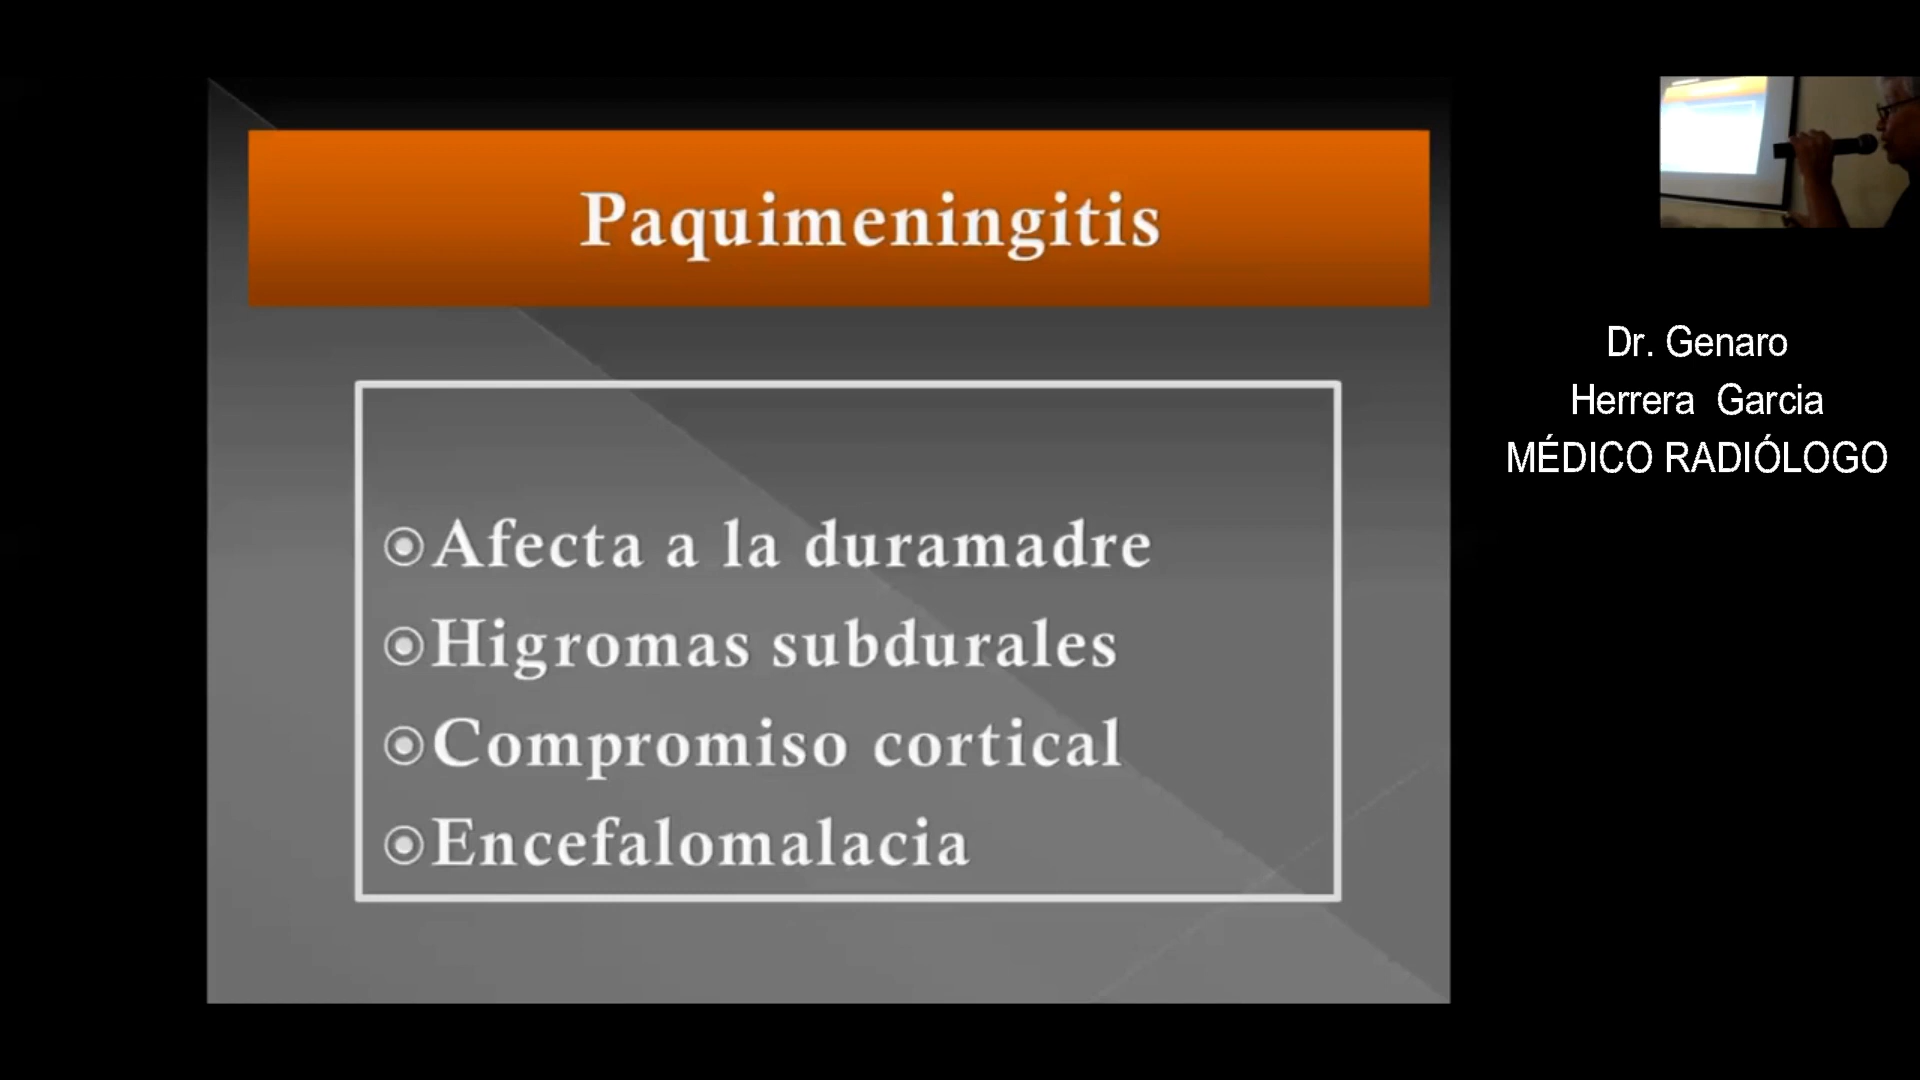 Paquimeningitis
Afecta a la duramadre
Higromas subdurales
Compromiso cortical
Encefalomalacia
Dr. Genaro
Herrera Garcia
MÉDICO RADIÓLOGO